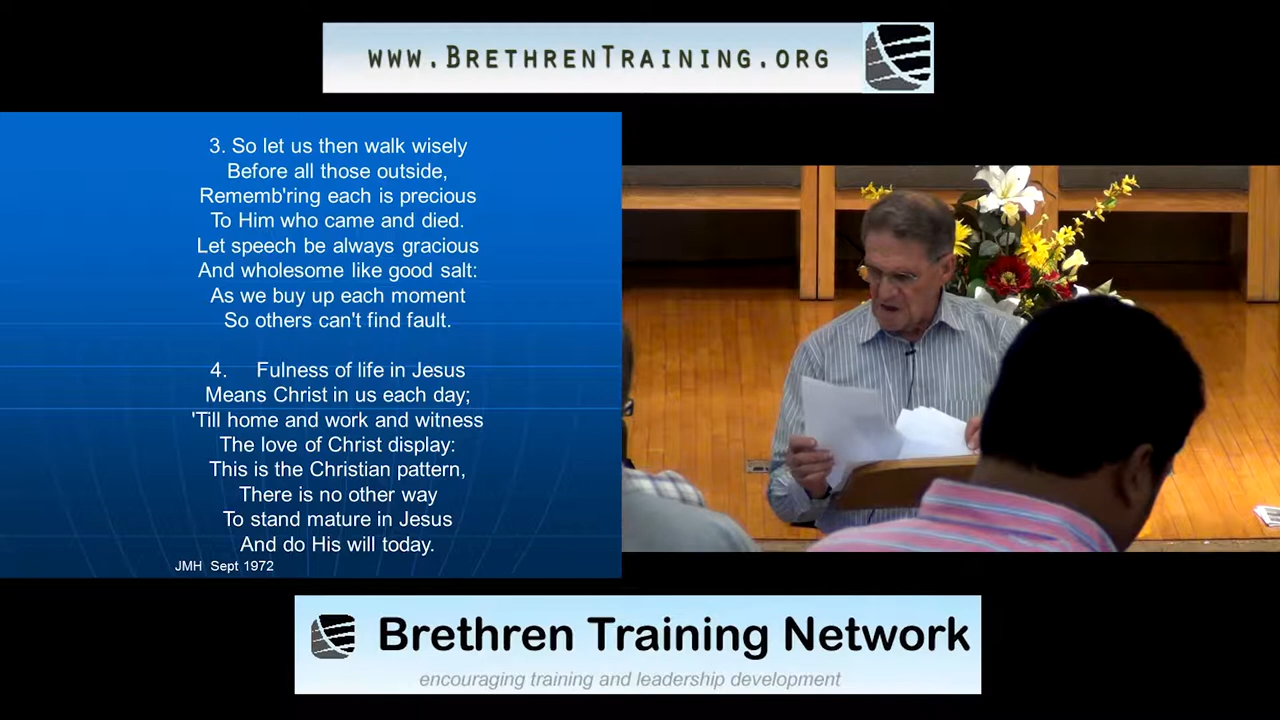 www.BrethrenTraining.org
3. So let us then walk wisely
Before all those outside,
Rememb'ring each is precious
To Him who came and died.
Let speech be always gracious
And wholesome like good salt:
As we buy up each moment
So others can't find fault.
4. Fulness of life in Jesus
Means Christ in us each day;
'Till home and work and witness
The love of Christ display:
This is the Christian pattern,
There is no other way
To stand mature in Jesus
And do His will today.
JMH Sept 1972
Brethren Training Network
encouraging training and leadership development